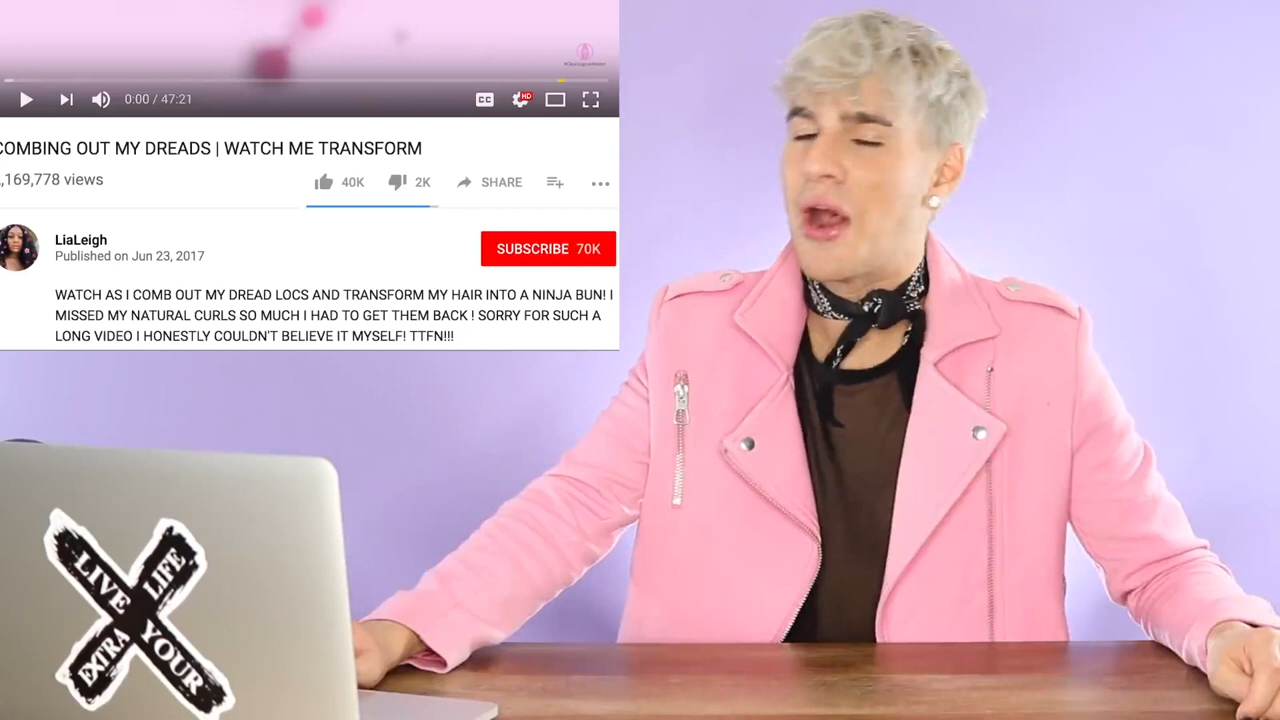 CC HD
0:00 / 47:21
COMBING OUT MY DREADS | WATCH ME TRANSFORM
,169,778 views
40K 2K SHARE
LiaLeigh
Published on Jun 23, 2017
SUBSCRIBE 70K
WATCH AS I COMB OUT MY DREAD LOCS AND TRANSFORM MY HAIR INTO A NINJA BUN! I
MISSED MY NATURAL CURLS SO MUCH I HAD TO GET THEM BACK ! SORRY FOR SUCH A
LONG VIDEO I HONESTLY COULDN'T BELIEVE IT MYSELF! TTFN!!!
LIVE
YOUR
EXTRA
LIFE